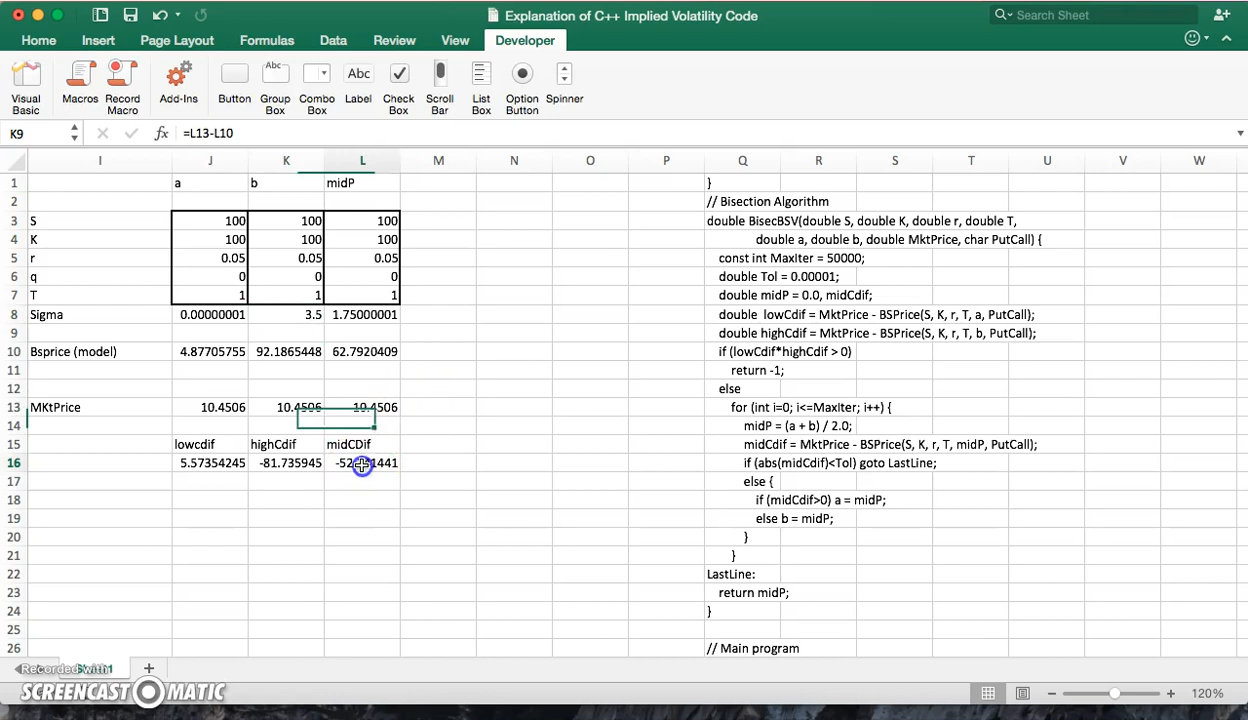 Explanation of C++ Implied Volatility Code
Search Sheet
Home Insert Page Layout Formulas Data Review View Developer
Visual Basic
Macros
Record Macro
Add-Ins
Button
Abc
Group Box
Combo Box
Abc
Label
Check Box
Scroll Bar
List Box
Option Button
Spinner
K9 fx =L13-L10
I J K L M N O P Q R S T U V W
1 a b midP }
2 // Bisection Algorithm
3 S 100 100 100 double BisecBSV(double S, double K, double r, double T,
4 K 100 100 100 double a, double b, double MktPrice, char PutCall) {
5 r 0.05 0.05 0.05 const int MaxIter = 50000;
6 q 0 0 0 double Tol = 0.00001;
7 T 1 1 1 double midP = 0.0, midCdif;
8 Sigma 0.00000001 3.5 1.75000001 double lowCdif = MktPrice - BSPrice(S, K, r, T, a, PutCall);
9 double highCdif = MktPrice - BSPrice(S, K, r, T, b, PutCall);
10 Bsprice (model) 4.87705755 92.1865448 62.7920409 if (lowCdif*highCdif > 0)
11 return -1;
12 else
13 MKtPrice 10.4506 10.4506 10.4506 for (int i=0; i<=MaxIter; i++) {
14 midP = (a + b) / 2.0;
15 lowcdif highCdif midCDif midCdif = MktPrice - BSPrice(S, K, r, T, midP, PutCall);
16 5.57354245 -81.735945 if (abs(midCdif)<Tol) goto LastLine;
17 else {
18 if (midCdif>0) a = midP;
19 else b = midP;
20 }
21 }
22 LastLine:
23 return midP;
24 }
25
26 // Main program
Recorded with
SCREENCAST MATIC
120%